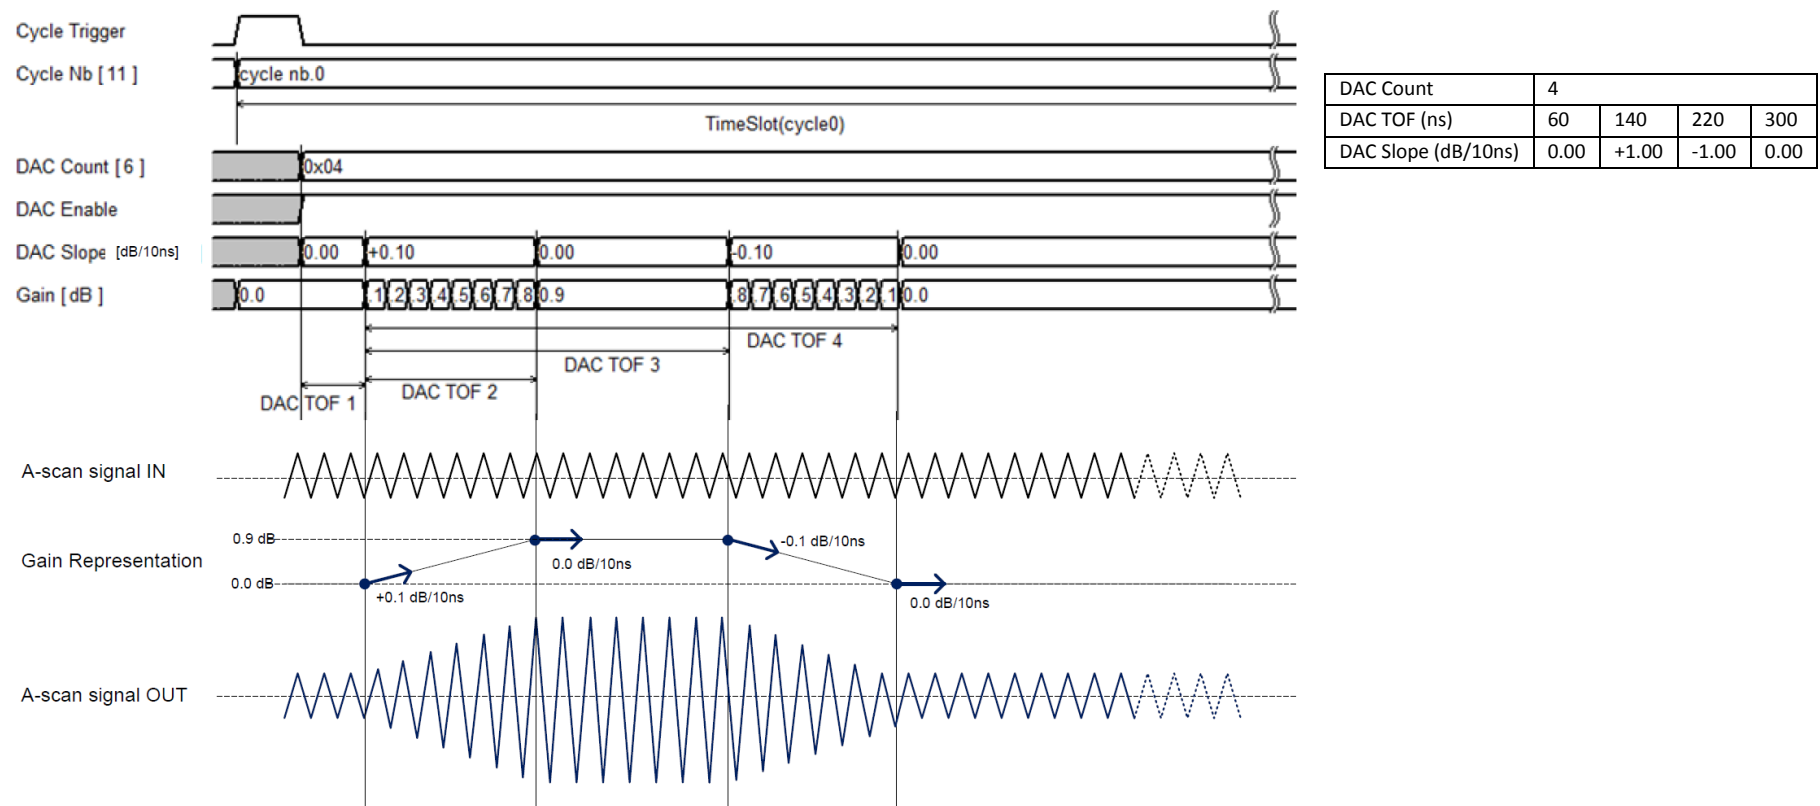 Cycle Trigger
Cycle Nb [ 11 ] cycle nb.0
TimeSlot(cycle0)
DAC Count [ 6 ] 0x04
DAC Enable
DAC Slope [dB/10ns] 0.00 +0.10 0.00 -0.10 0.00
Gain [ dB ] 0.0 .1 .2 .3 .4 .5 .6 .7 .8 0.9 .8 .7 .6 .5 .4 .3 .2 .1 0.0
DAC TOF 4
DAC TOF 3
DAC TOF 2
DAC TOF 1
A-scan signal IN
0.9 dB
-0.1 dB/10ns
Gain Representation
0.0 dB/10ns
0.0 dB
+0.1 dB/10ns
0.0 dB/10ns
A-scan signal OUT
DAC Count 4
DAC TOF (ns) 60 140 220 300
DAC Slope (dB/10ns) 0.00 +1.00 -1.00 0.00